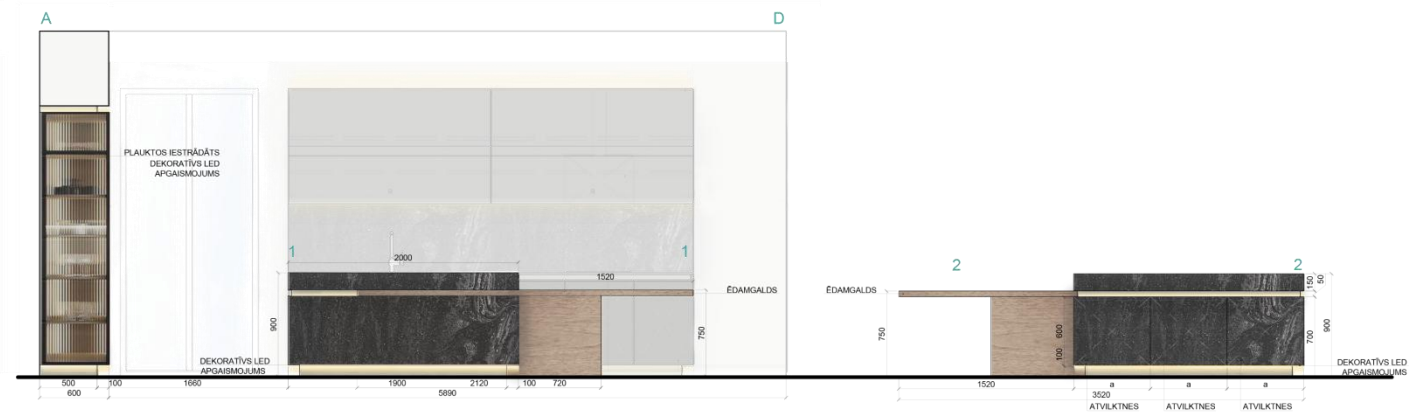 A
D
PLAUKTOS IESTRĀDĀTS
DEKORATĪVS LED
APGAISMOJUMS
1
1
2000
1520
ĒDAMGALDS
900
750
DEKORATĪVS LED
APGAISMOJUMS
500
100
1660
1900
2120
100
720
600
5890
2
2
ĒDAMGALDS
750
600
100
150
50
700
900
DEKORATĪVS LED
APGAISMOJUMS
1520
a
a
a
3520
ATVILKTNES
ATVILKTNES
ATVILKTNES